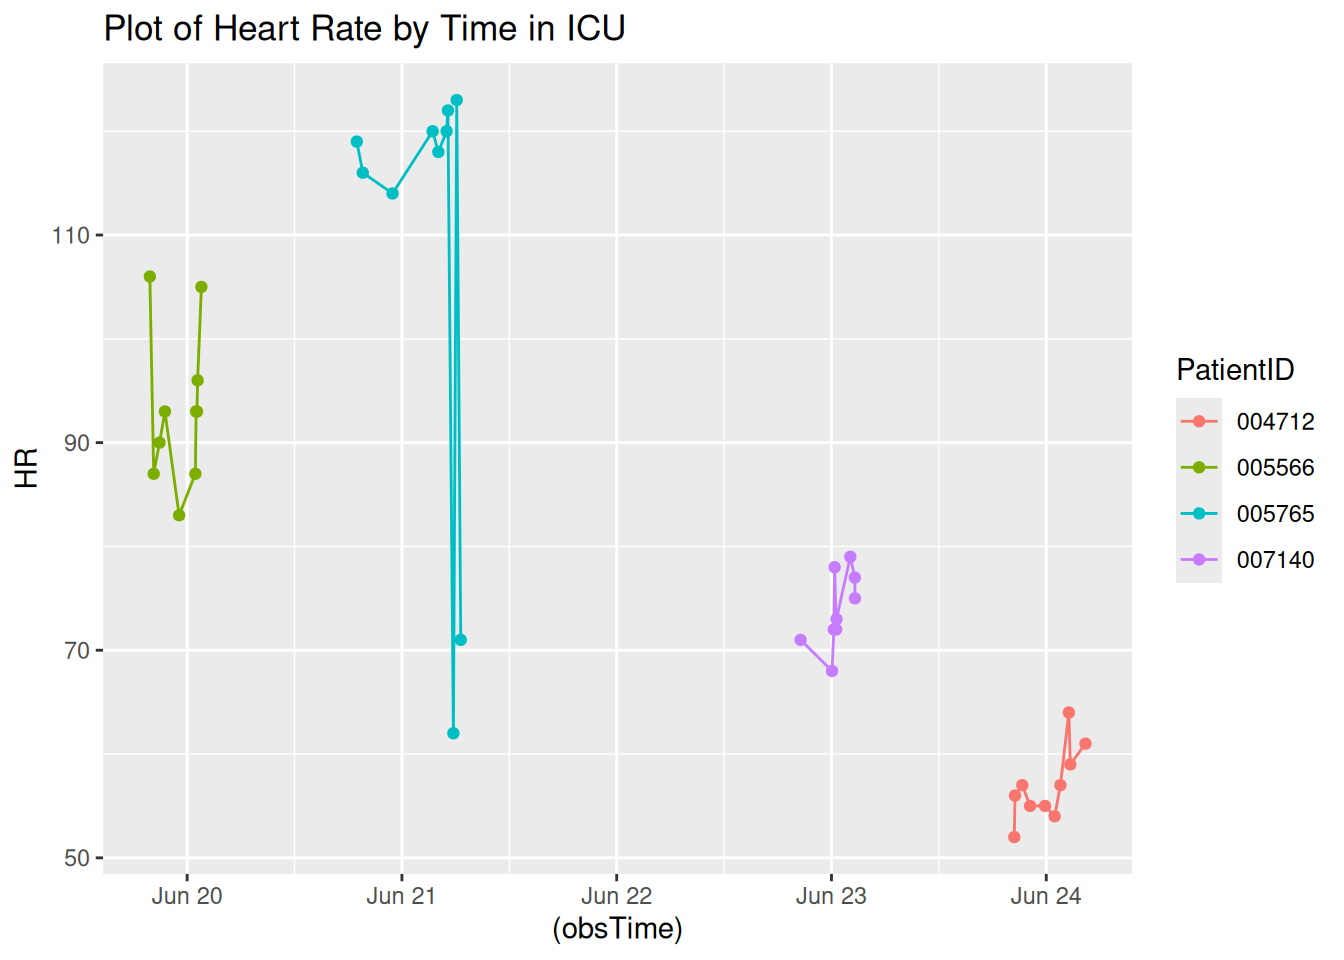 Plot of Heart Rate by Time in ICU
110
90
70
50
HR
Jun 20
Jun 21
Jun 22
Jun 23
Jun 24
(obsTime)
PatientID
004712
005566
005765
007140